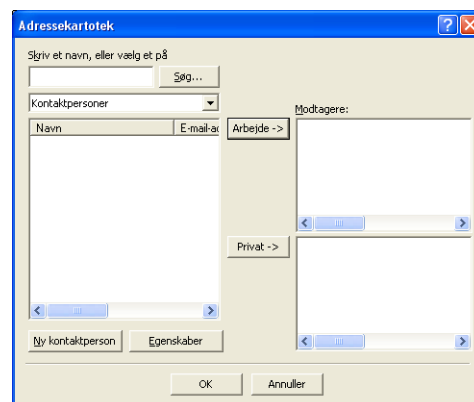 Adressekartotek
Skriv et navn, eller vælg et på
Søg...
Kontaktpersoner
Modtagere:
Navn E-mail-ad
Arbejde ->
Privat ->
Ny kontaktperson Egenskaber
OK Annuller